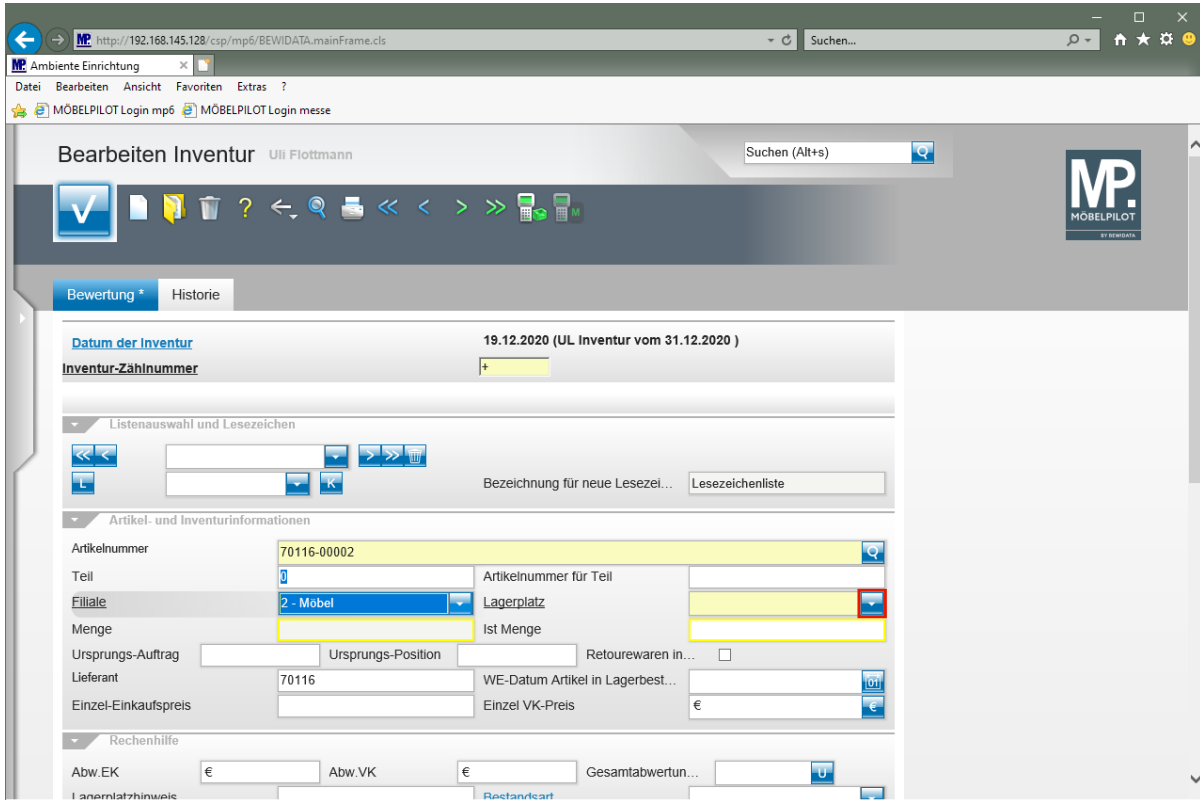 http://192.168.145.128/csp/mp6/BEWIDATA.mainFrame.cls
Suchen...
MP. Ambiente Einrichtung
Datei Bearbeiten Ansicht Favoriten Extras ?
MÖBELPILOT Login mp6 MÖBELPILOT Login messe
Bearbeiten Inventur Uli Flottmann
Suchen (Alt+s)
MP.
MÖBELPILOT
BY BEWIDATA
Bewertung * Historie
Datum der Inventur 19.12.2020 (UL Inventur vom 31.12.2020 )
Inventur-Zählnummer +
Listenauswahl und Lesezeichen
L K Bezeichnung für neue Lesezei... Lesezeichenliste
Artikel- und Inventurinformationen
Artikelnummer 70116-00002
Teil 0 Artikelnummer für Teil
Filiale 2 - Möbel Lagerplatz
Menge Ist Menge
Ursprungs-Auftrag Ursprungs-Position Retourewaren in...
Lieferant 70116 WE-Datum Artikel in Lagerbest... 01
Einzel-Einkaufspreis Einzel VK-Preis € €
Rechenhilfe
Abw.EK € Abw.VK € Gesamtabwertun... U
Lagerplatzhinweis Bestandsart